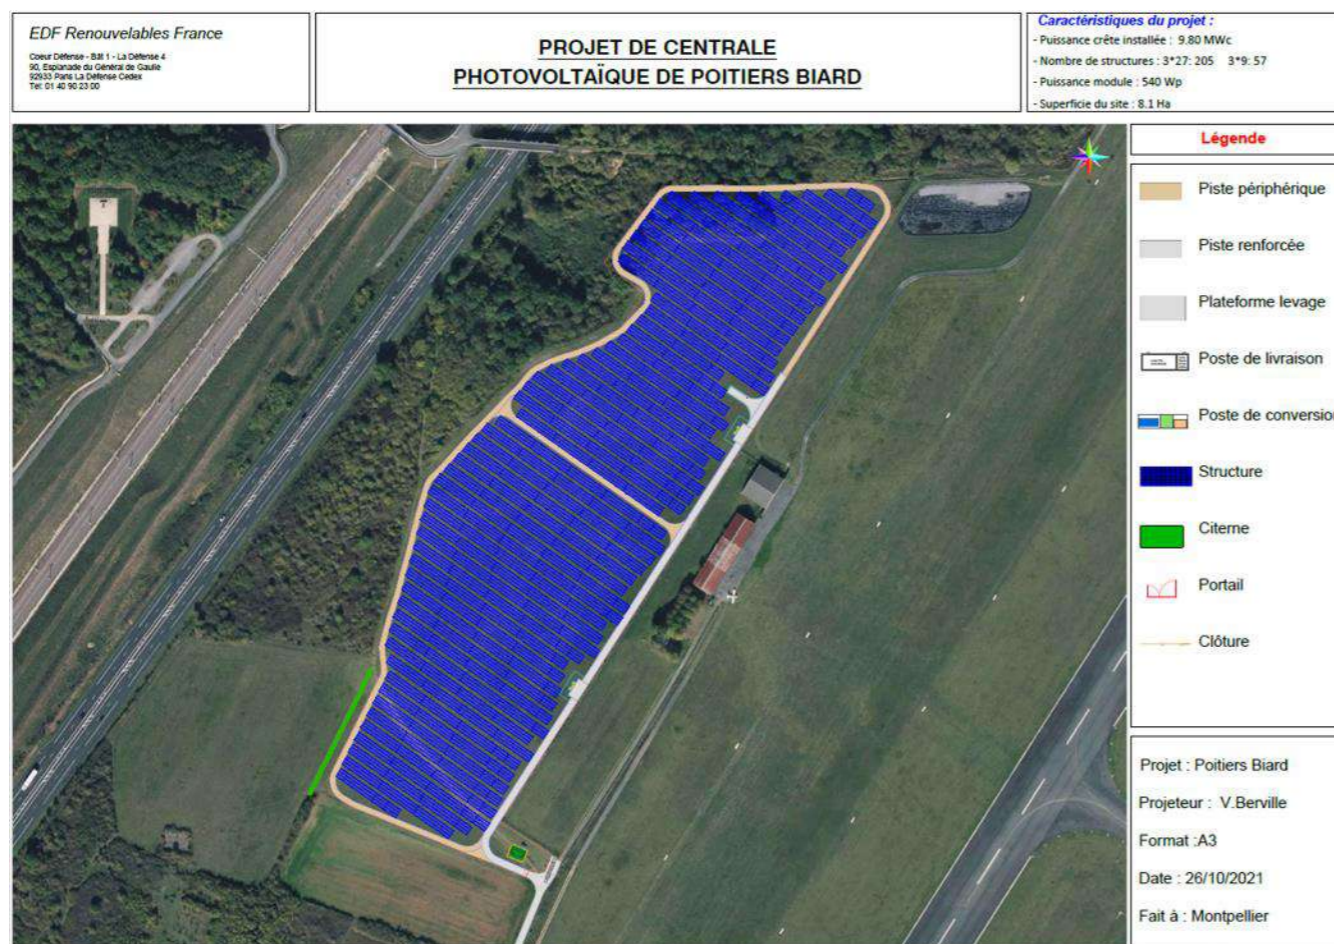 EDF Renouvelables France
Coeur Défense - Bât 1 - La Défense 4
90, Esplanade du Général de Gaulle
92933 Paris La Défense Cedex
Tel: 01 40 90 23 00
PROJET DE CENTRALE
PHOTOVOLTAÏQUE DE POITIERS BIARD
Caractéristiques du projet :
- Puissance crête installée : 9.80 MWc
- Nombre de structures : 3*27: 205 3*9: 57
- Puissance module : 540 Wp
- Superficie du site : 8.1 Ha
Légende
Piste périphérique
Piste renforcée
Plateforme levage
Poste de livraison
Poste de conversion
Structure
Citerne
Portail
Clôture
Projet : Poitiers Biard
Projeteur : V.Berville
Format :A3
Date : 26/10/2021
Fait à : Montpellier